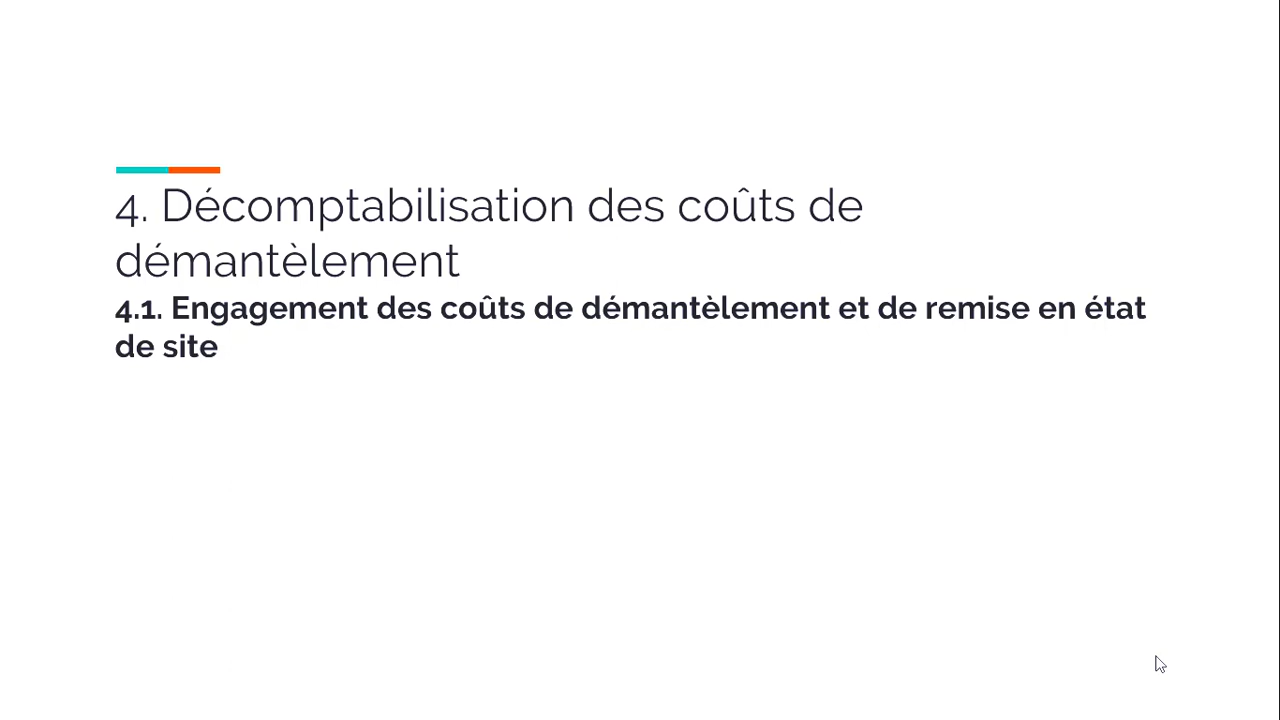 4. Décomptabilisation des coûts de
démantèlement
4.1. Engagement des coûts de démantèlement et de remise en état
de site